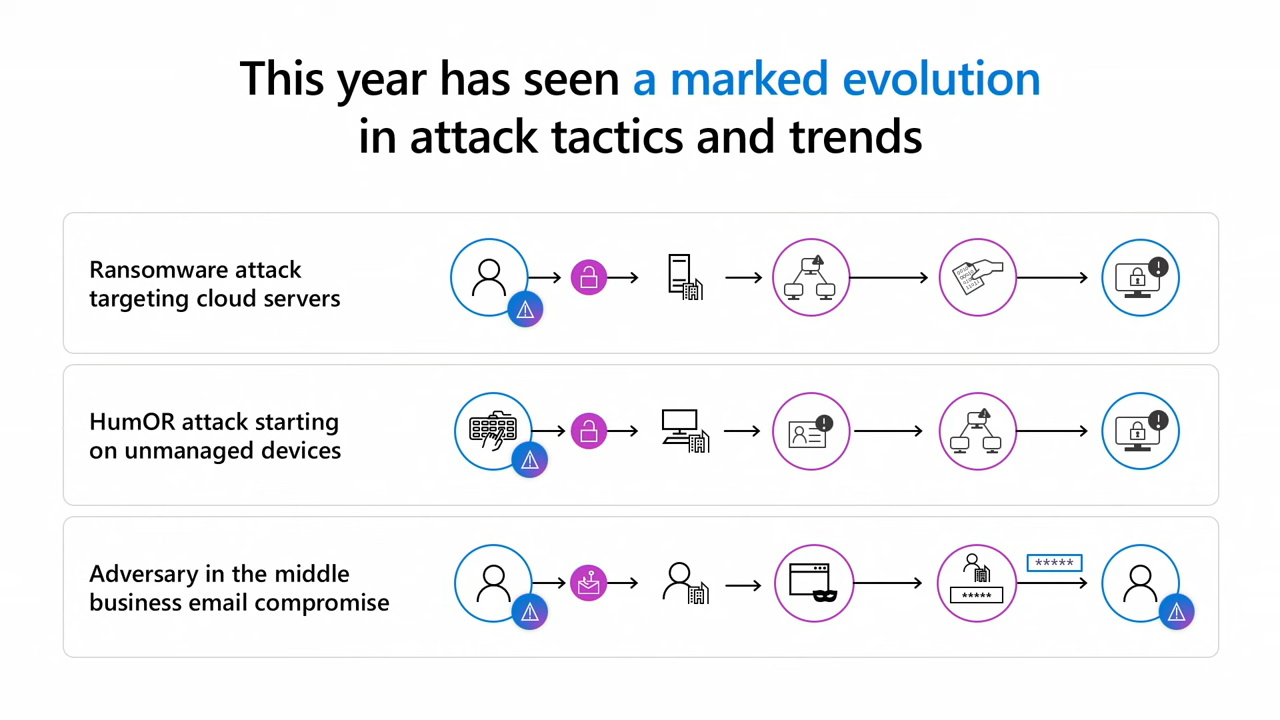 This year has seen a marked evolution
in attack tactics and trends
Ransomware attack
targeting cloud servers
HumOR attack starting
on unmanaged devices
Adversary in the middle
business email compromise
*****
*****